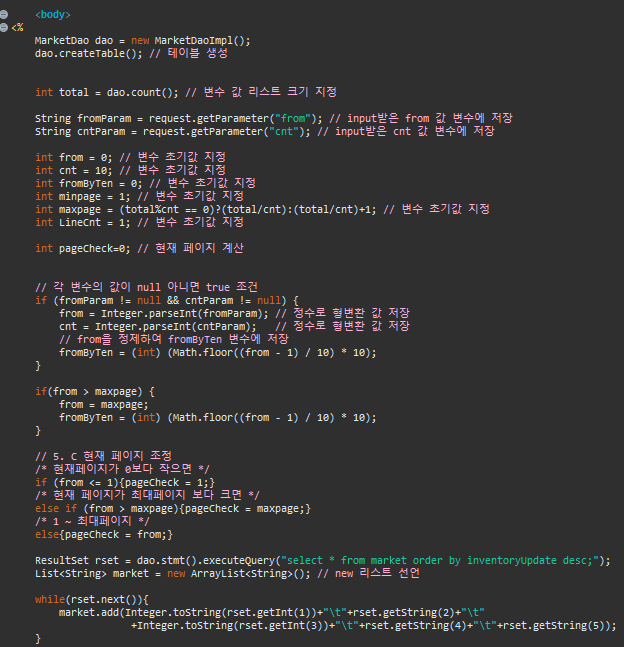 <body>
<%
MarketDao dao = new MarketDaoImpl();
dao.createTable(); // 테이블 생성
int total = dao.count(); // 변수 값 리스트 크기 지정
String fromParam = request.getParameter("from"); // input받은 from 값 변수에 저장
String cntParam = request.getParameter("cnt"); // input받은 cnt 값 변수에 저장
int from = 0; // 변수 초기값 지정
int cnt = 10; // 변수 초기값 지정
int fromByTen = 0; // 변수 초기값 지정
int minpage = 1; // 변수 초기값 지정
int maxpage = (total%cnt == 0)?(total/cnt):(total/cnt)+1; // 변수 초기값 지정
int LineCnt = 1; // 변수 초기값 지정
int pageCheck=0; // 현재 페이지 계산
// 각 변수의 값이 null 아니면 true 조건
if (fromParam != null && cntParam != null) {
from = Integer.parseInt(fromParam); // 정수로 형변환 값 저장
cnt = Integer.parseInt(cntParam);   // 정수로 형변환 값 저장
// from을 정제하여 fromByTen 변수에 저장
fromByTen = (int) (Math.floor((from - 1) / 10) * 10);
}
if(from > maxpage) {
from = maxpage;
fromByTen = (int) (Math.floor((from - 1) / 10) * 10);
}
// 5. C 현재 페이지 조정
/* 현재페이지가 0보다 작으면 */
if (from <= 1){pageCheck = 1;}
/* 현재 페이지가 최대페이지 보다 크면 */
else if (from > maxpage){pageCheck = maxpage;}
/* 1 ~ 최대페이지 */
else{pageCheck = from;}
ResultSet rset = dao.stmt().executeQuery("select * from market order by inventoryUpdate desc;");
List<String> market = new ArrayList<String>(); // new 리스트 선언
while(rset.next()){
market.add(Integer.toString(rset.getInt(1))+"\t"+rset.getString(2)+"\t"
+Integer.toString(rset.getInt(3))+"\t"+rset.getString(4)+"\t"+rset.getString(5));
}